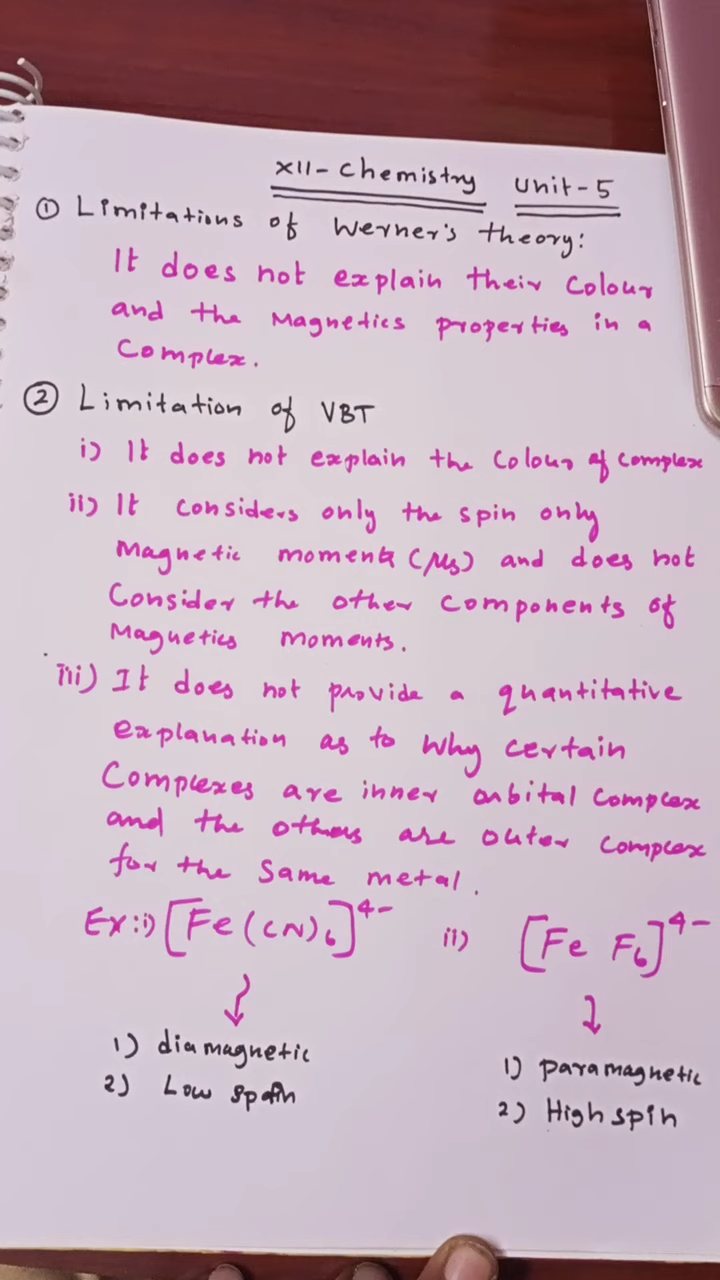 XII - Chemistry Unit - 5
① Limitations of Werner's theory:
It does not explain their colour
and the Magnetics properties in a
Complex.
② Limitation of VBT
i) It does not explain the colour of complex
ii) It considers only the spin only
Magnetic moments (μs) and does not
Consider the other components of
Magnetics moments.
iii) It does not provide a quantitative
explanation as to why certain
Complexes are inner orbital complex
and the others are outer complex
for the same metal.
Ex: i) [Fe(CN)6]4- ii) [Fe F6]4-
1) diamagnetic
2) Low spin
1) paramagnetic
2) High spin